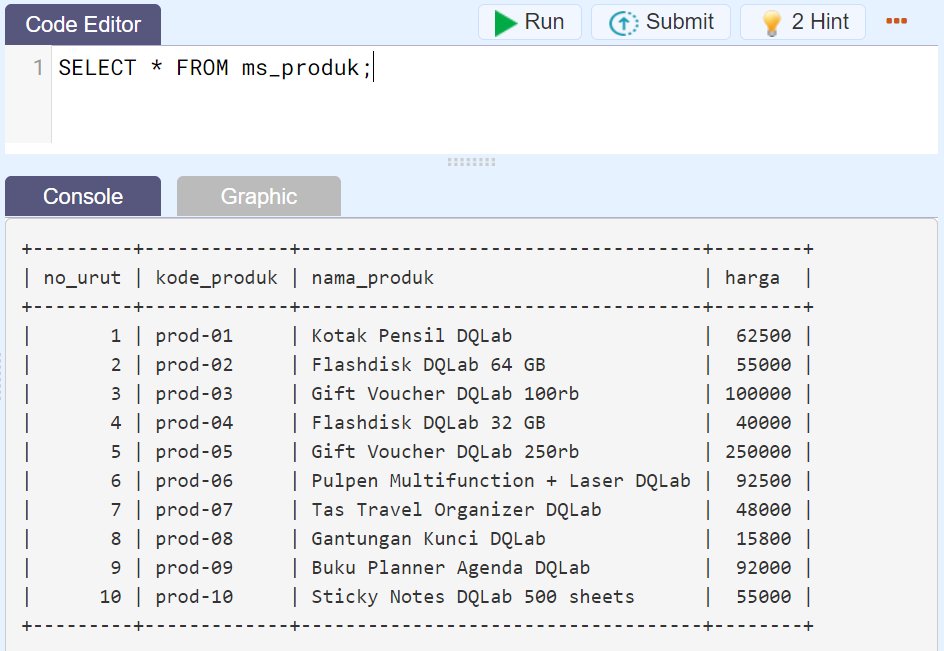 Code Editor
Run
Submit
2 Hint
1
SELECT * FROM ms_produk;
Console
Graphic
+---------+-------------+------------------------------------+--------+
| no_urut | kode_produk | nama_produk                        | harga  |
+---------+-------------+------------------------------------+--------+
|       1 | prod-01     | Kotak Pensil DQLab                 |  62500 |
|       2 | prod-02     | Flashdisk DQLab 64 GB              |  55000 |
|       3 | prod-03     | Gift Voucher DQLab 100rb           | 100000 |
|       4 | prod-04     | Flashdisk DQLab 32 GB              |  40000 |
|       5 | prod-05     | Gift Voucher DQLab 250rb           | 250000 |
|       6 | prod-06     | Pulpen Multifunction + Laser DQLab |  92500 |
|       7 | prod-07     | Tas Travel Organizer DQLab         |  48000 |
|       8 | prod-08     | Gantungan Kunci DQLab              |  15800 |
|       9 | prod-09     | Buku Planner Agenda DQLab          |  92000 |
|      10 | prod-10     | Sticky Notes DQLab 500 sheets      |  55000 |
+---------+-------------+------------------------------------+--------+